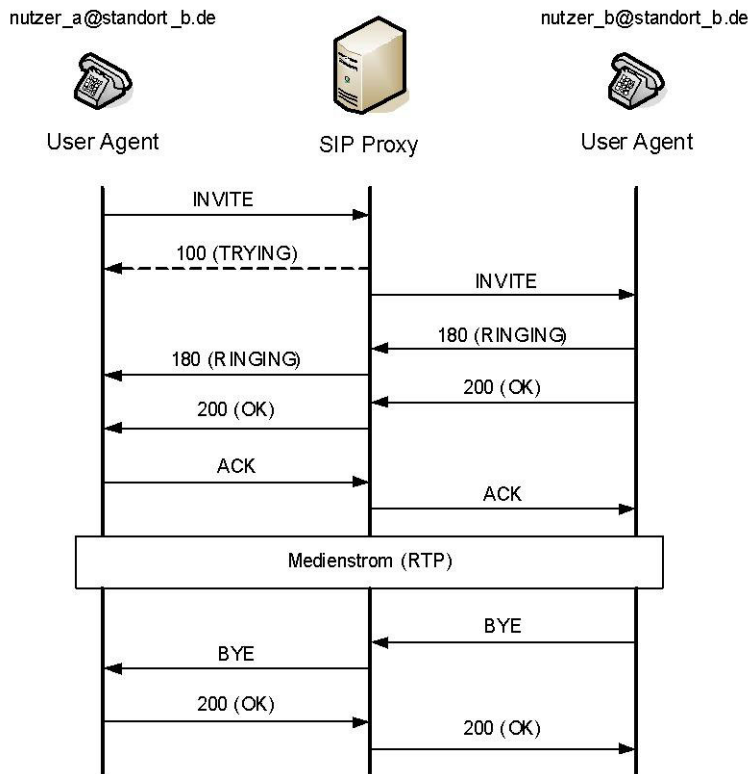 nutzer_a@standort_b.de
nutzer_b@standort_b.de
User Agent
SIP Proxy
User Agent
INVITE
100 (TRYING)
INVITE
180 (RINGING)
180 (RINGING)
200 (OK)
200 (OK)
ACK
ACK
Medienstrom (RTP)
BYE
BYE
200 (OK)
200 (OK)